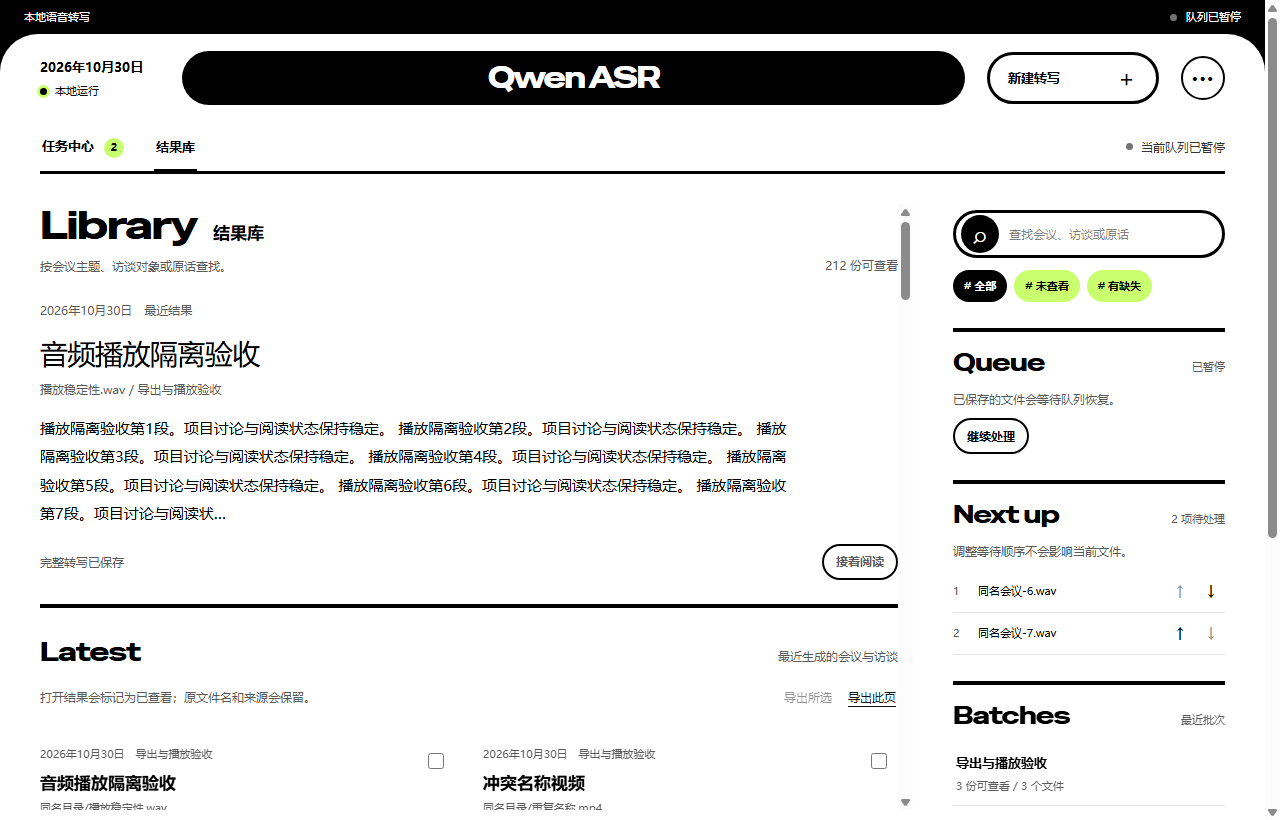 本地语音转写
队列已暂停
2026年10月30日
本地运行
Qwen ASR
新建转写 +
任务中心 2
结果库
当前队列已暂停
Library 结果库
按会议主题、访谈对象或原话查找。
212 份可查看
2026年10月30日 最近结果
音频播放隔离验收
播放稳定性.wav / 导出与播放验收
播放隔离验收第1段。项目讨论与阅读状态保持稳定。 播放隔离验收第2段。项目讨论与阅读状态保持稳定。 播放
隔离验收第3段。项目讨论与阅读状态保持稳定。 播放隔离验收第4段。项目讨论与阅读状态保持稳定。 播放隔离
验收第5段。项目讨论与阅读状态保持稳定。 播放隔离验收第6段。项目讨论与阅读状态保持稳定。 播放隔离验收
第7段。项目讨论与阅读状...
完整转写已保存
接着阅读
Latest
最近生成的会议与访谈
打开结果会标记为已查看；原文件名和来源会保留。
导出所选 导出此页
2026年10月30日 导出与播放验收
音频播放隔离验收
同名目录/播放稳定性.wav
2026年10月30日 导出与播放验收
冲突名称视频
同名目录/重复名称.mp4
查找会议、访谈或原话
# 全部
# 未查看
# 有缺失
Queue
已暂停
已保存的文件会等待队列恢复。
继续处理
Next up
2 项待处理
调整等待顺序不会影响当前文件。
1 同名会议-6.wav ↑ ↓
2 同名会议-7.wav ↑ ↓
Batches
最近批次
导出与播放验收
3 份可查看 / 3 个文件